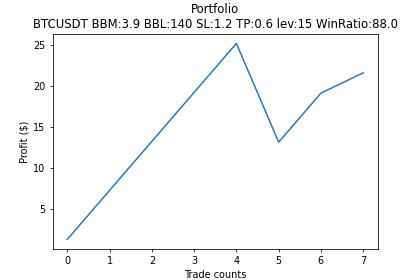 Portfolio
BTCUSDT BBM:3.9 BBL:140 SL:1.2 TP:0.6 lev:15 WinRatio:88.0
25
20
15
10
5
Profit ($)
0 1 2 3 4 5 6 7
Trade counts